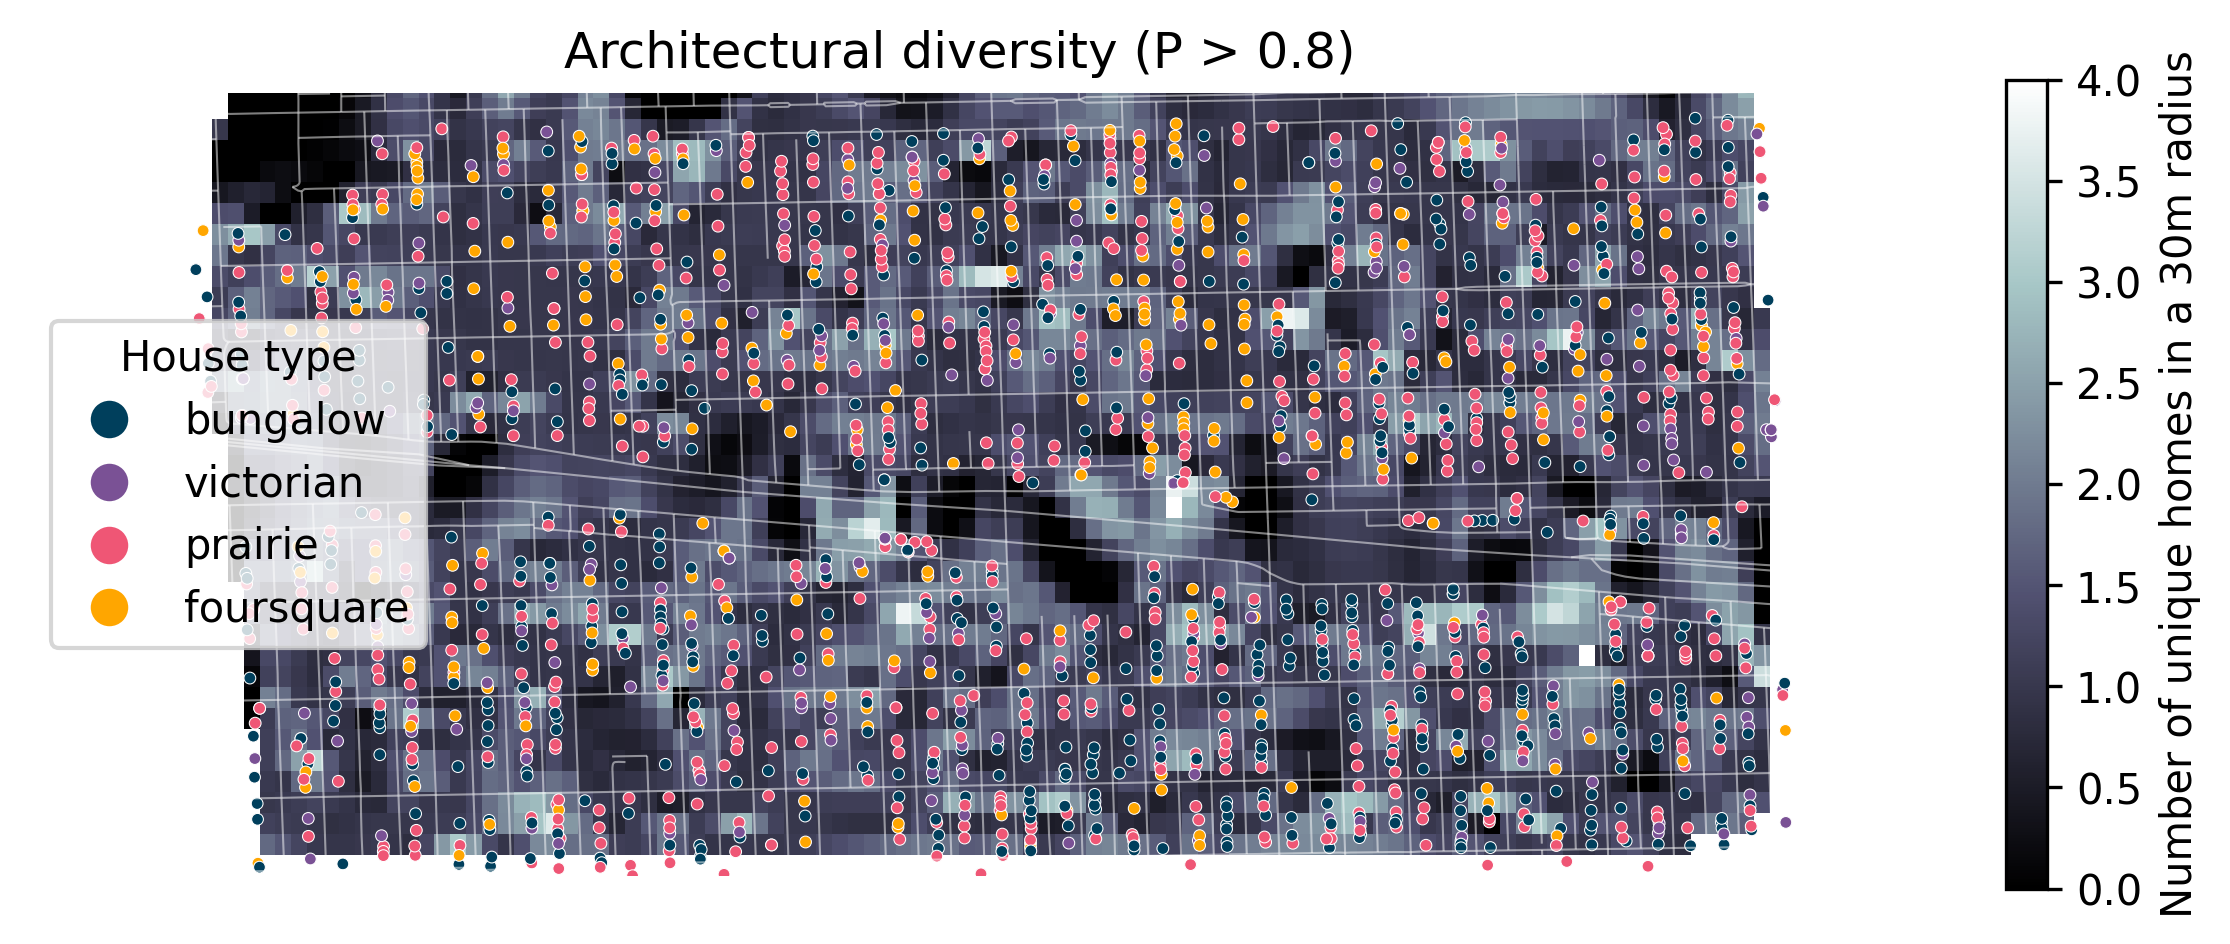 Architectural diversity (P > 0.8)
House type
bungalow
victorian
prairie
foursquare
4.0
3.5
3.0
2.5
2.0
1.5
1.0
0.5
0.0
Number of unique homes in a 30m radius